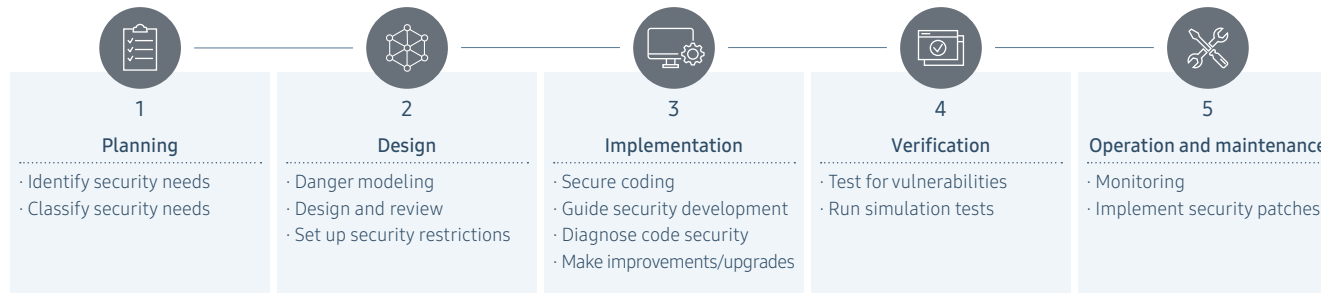 1
Planning
· Identify security needs
· Classify security needs
2
Design
· Danger modeling
· Design and review
· Set up security restrictions
3
Implementation
· Secure coding
· Guide security development
· Diagnose code security
· Make improvements/upgrades
4
Verification
· Test for vulnerabilities
· Run simulation tests
5
Operation and maintenance
· Monitoring
· Implement security patches